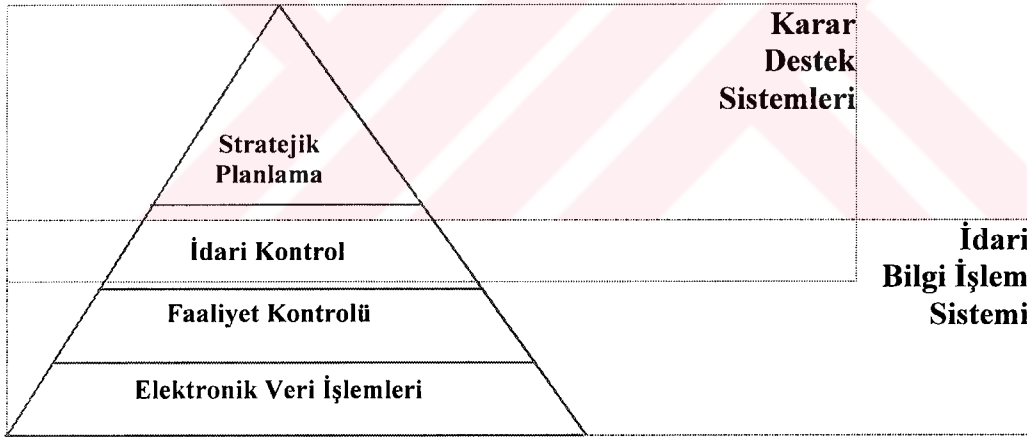 Karar
Destek
Sistemleri
Stratejik
Planlama
İdari Kontrol
İdari
Bilgi İşlem
Sistemi
Faaliyet Kontrolü
Elektronik Veri İşlemleri